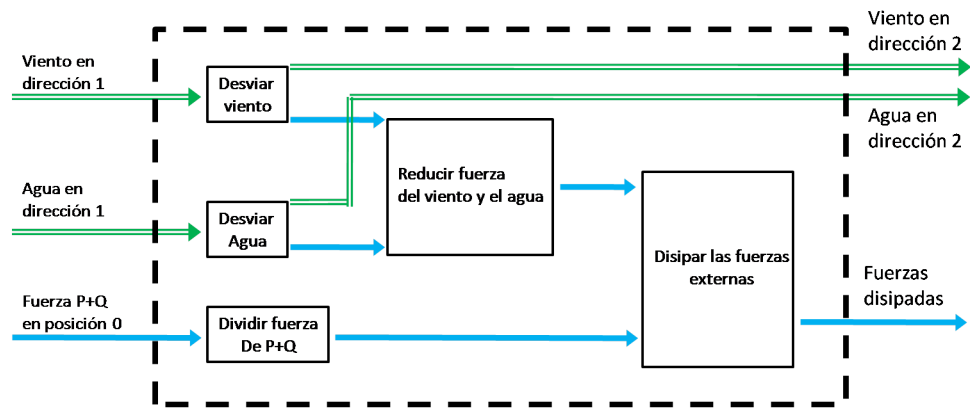 Viento en
dirección 2
Viento en
dirección 1
Desviar
viento
Agua en
dirección 2
Reducir fuerza
del viento y el agua
Agua en
dirección 1
Desviar
Agua
Disipar las fuerzas
externas
Fuerza P+Q
en posición 0
Dividir fuerza
De P+Q
Fuerzas
disipadas